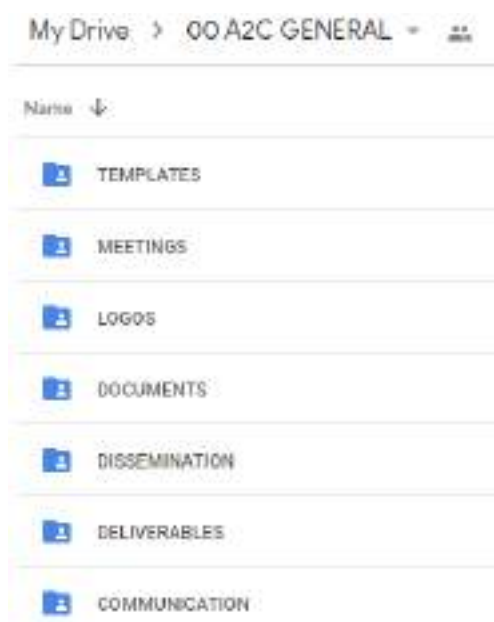 My Drive > 00 A2C GENERAL
Name ↓
TEMPLATES
MEETINGS
LOGOS
DOCUMENTS
DISSEMINATION
DELIVERABLES
COMMUNICATION